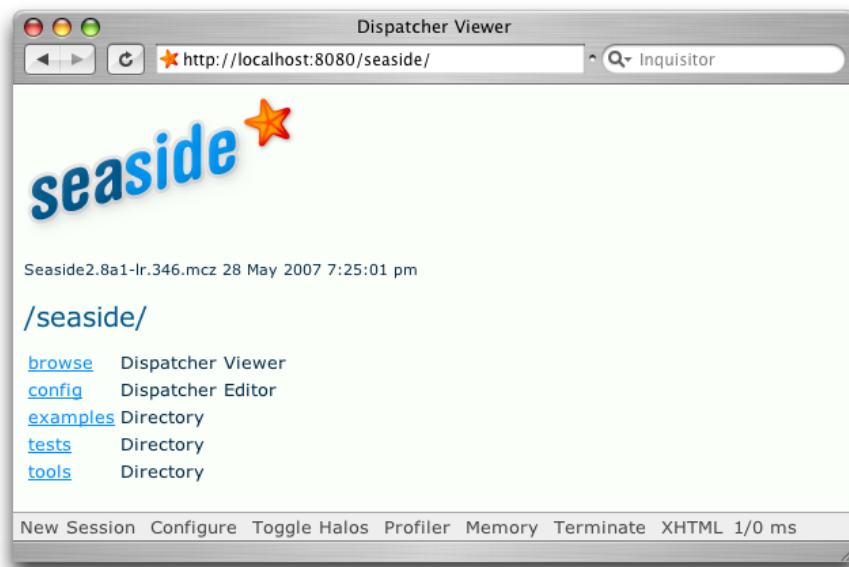 Dispatcher Viewer
http://localhost:8080/seaside/ Inquisitor
seaside
Seaside2.8a1-lr.346.mcz 28 May 2007 7:25:01 pm
/seaside/
browse Dispatcher Viewer
config Dispatcher Editor
examples Directory
tests Directory
tools Directory
New Session Configure Toggle Halos Profiler Memory Terminate XHTML 1/0 ms